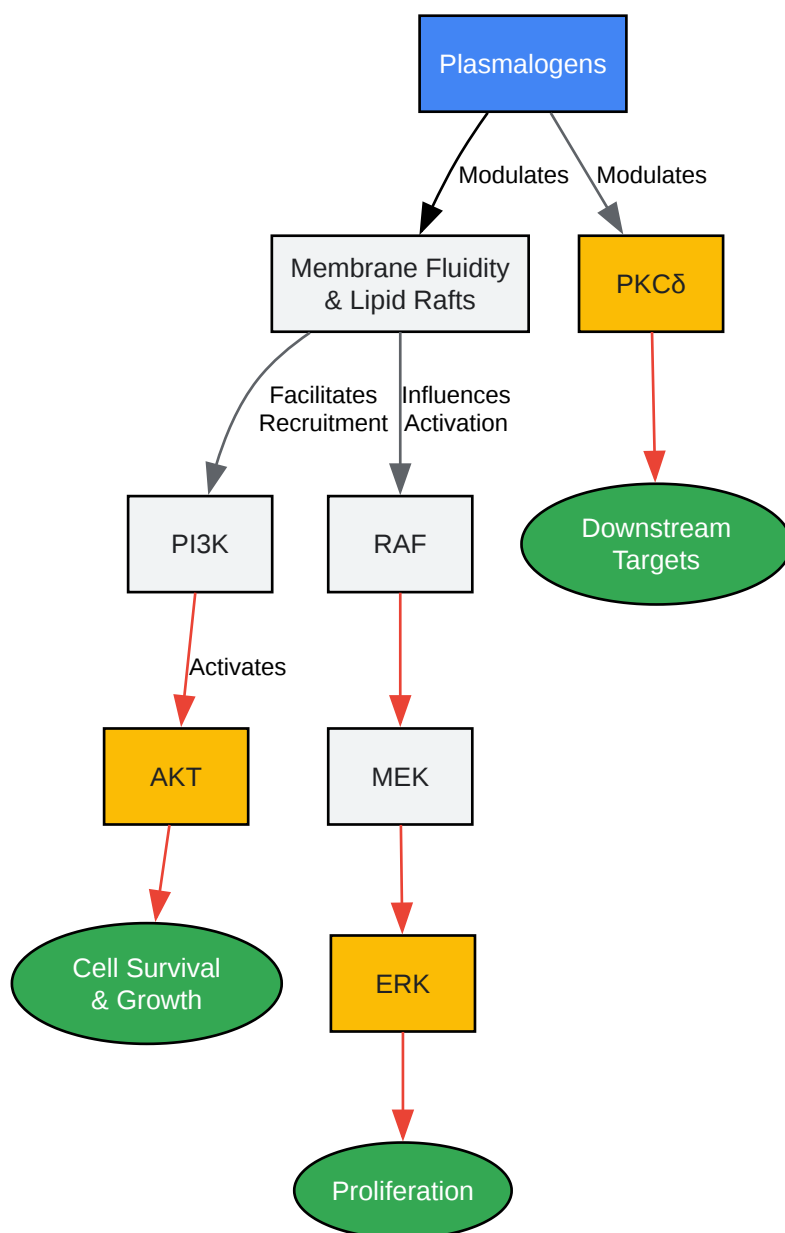 Plasmalogens
Modulates
Modulates
Membrane Fluidity
& Lipid Rafts
PKCδ
Facilitates
Recruitment
Influences
Activation
PI3K
RAF
Downstream
Targets
Activates
AKT
MEK
Cell Survival
& Growth
ERK
Proliferation